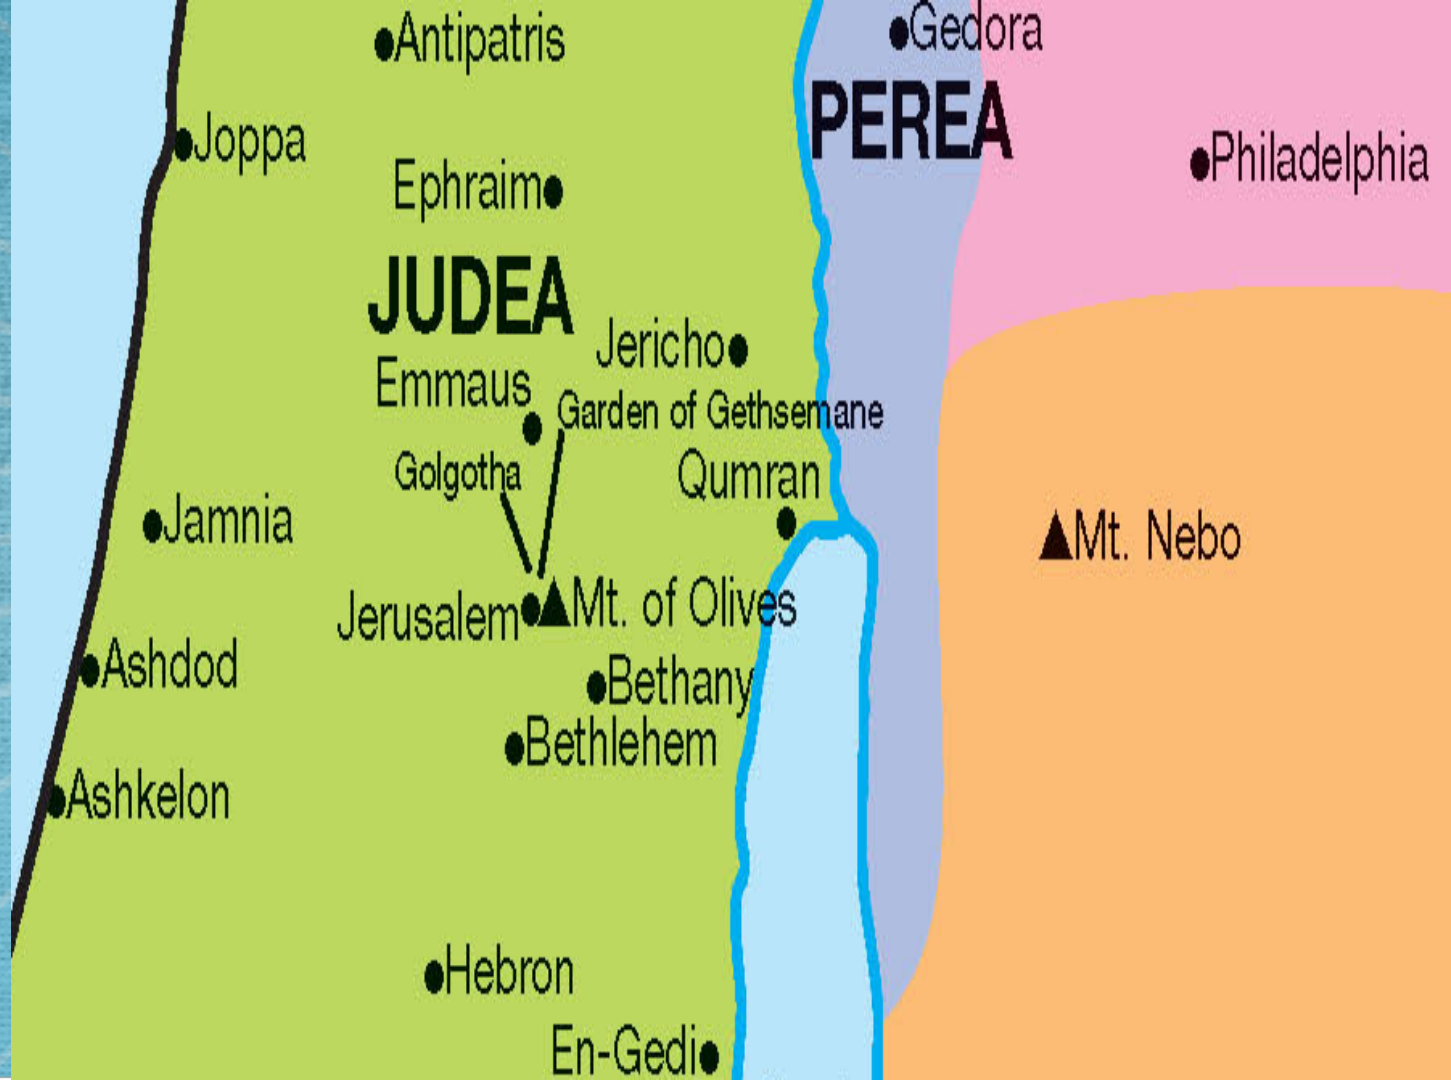 Antipatris
Gedora
PEREA
Joppa
Philadelphia
Ephraim
JUDEA
Jericho
Emmaus
Garden of Gethsemane
Golgotha
Qumran
Jamnia
Mt. Nebo
Jerusalem
Mt. of Olives
Ashdod
Bethany
Bethlehem
Ashkelon
Hebron
En-Gedi